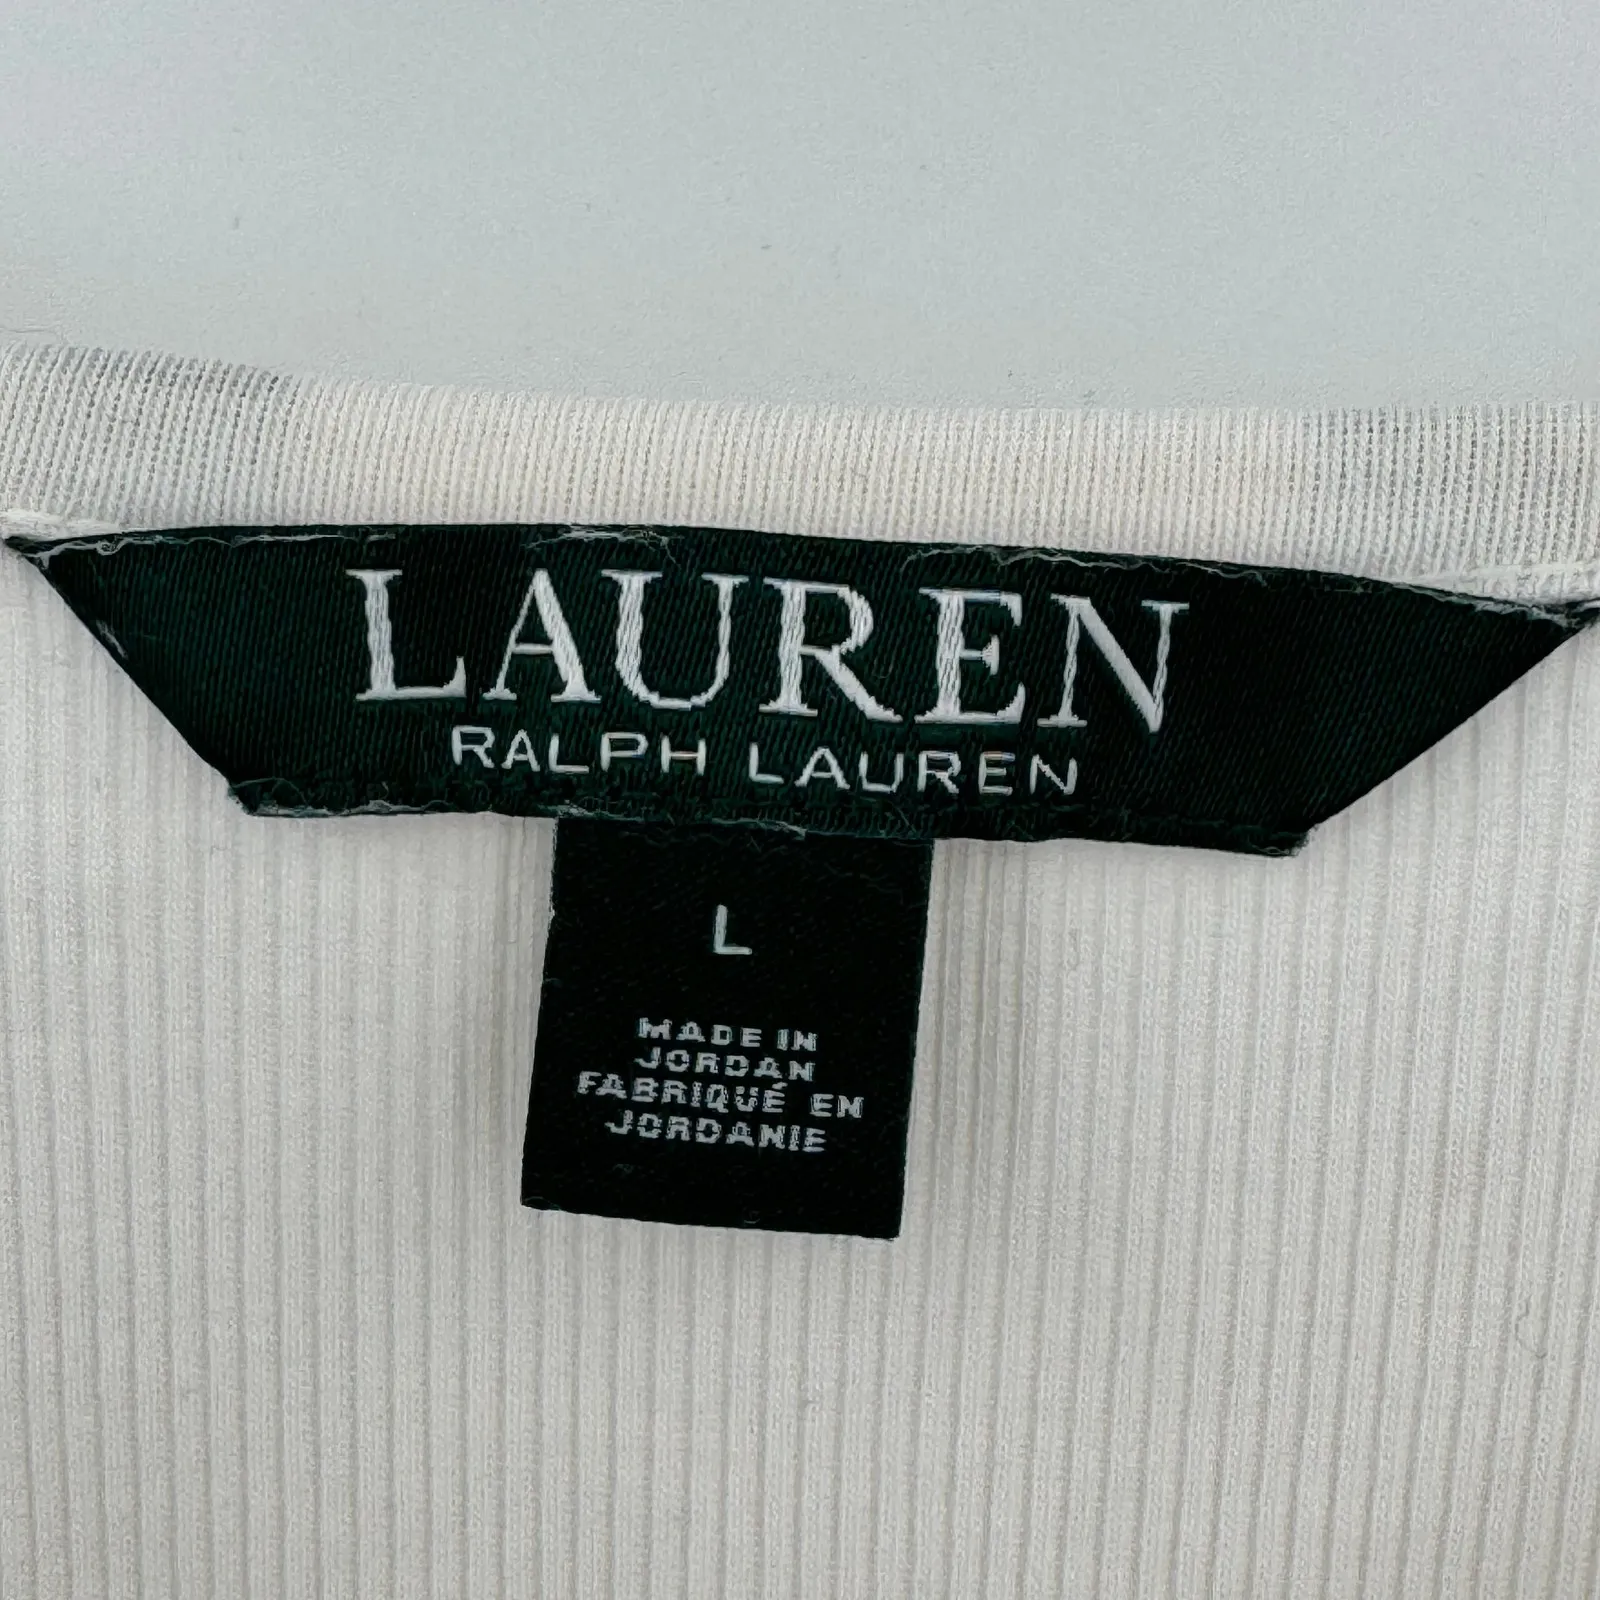 LAUREN
RALPH LAUREN
L
MADE IN
JORDAN
FABRIQUÉ EN
JORDANIE